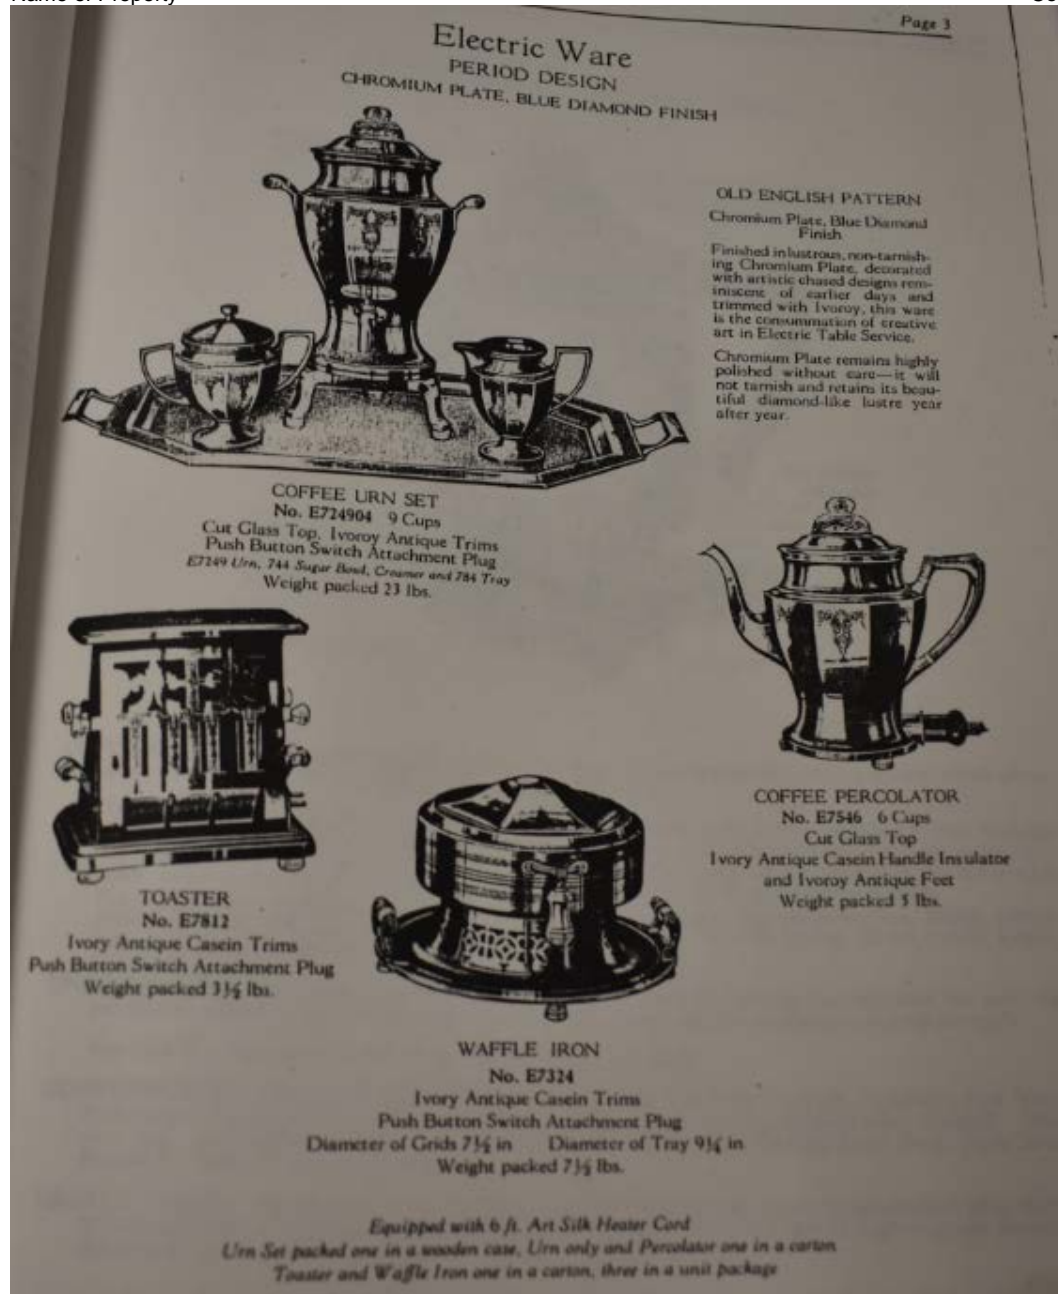 Name of Property
Page 3
Electric Ware
PERIOD DESIGN
CHROMIUM PLATE, BLUE DIAMOND FINISH
OLD ENGLISH PATTERN
Chromium Plate, Blue Diamond
Finish
Finished in lustrous, non-tarnish-
ing Chromium Plate, decorated
with artistic chased designs rem-
iniscent of earlier days and
trimmed with Ivoroy, this ware
is the consummation of creative
art in Electric Table Service.
Chromium Plate remains highly
polished without care—it will
not tarnish and retains its beau-
tiful diamond-like lustre year
after year.
COFFEE URN SET
No. E724904 9 Cups
Cut Glass Top, Ivoroy Antique Trims
Push Button Switch Attachment Plug
E7249 Urn, 744 Sugar Bowl, Creamer and 784 Tray
Weight packed 23 lbs.
COFFEE PERCOLATOR
No. E7546 6 Cups
Cut Glass Top
Ivory Antique Casein Handle Insulator
and Ivoroy Antique Feet
Weight packed 5 lbs.
TOASTER
No. E7812
Ivory Antique Casein Trims
Push Button Switch Attachment Plug
Weight packed 3½ lbs.
WAFFLE IRON
No. E7324
Ivory Antique Casein Trims
Push Button Switch Attachment Plug
Diameter of Grids 7½ in Diameter of Tray 9¼ in
Weight packed 7½ lbs.
Equipped with 6 ft. Art Silk Heater Cord
Urn Set packed one in a wooden case, Urn only and Percolator one in a carton
Toaster and Waffle Iron one in a carton, three in a unit package